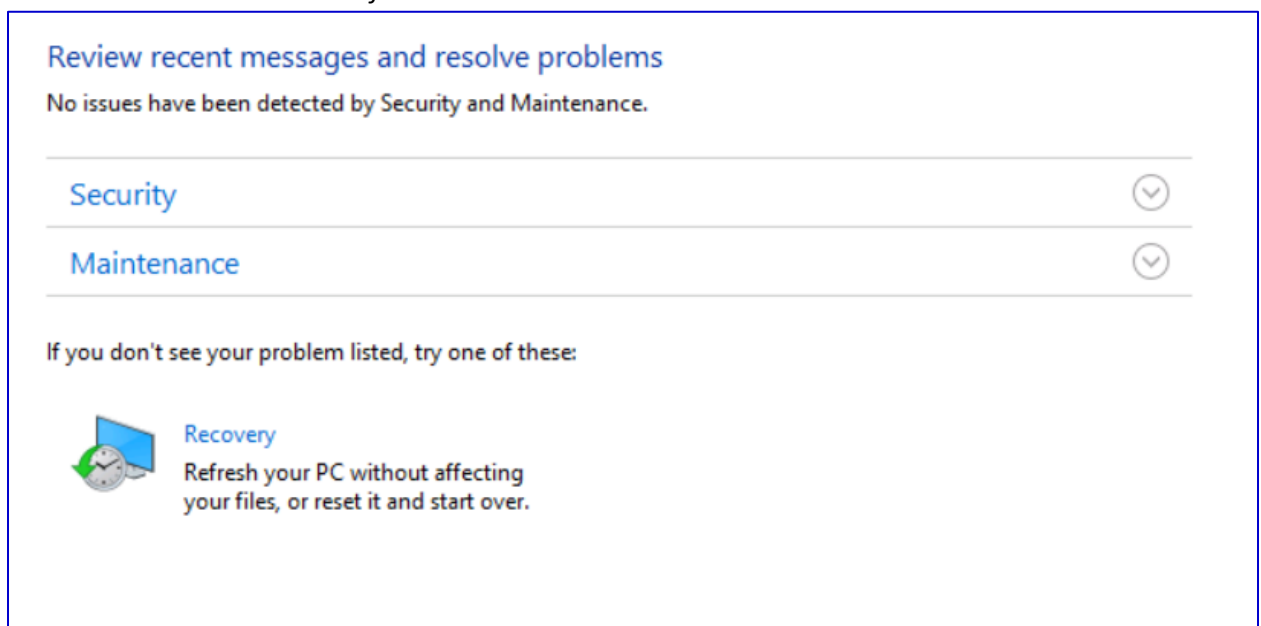 Review recent messages and resolve problems
No issues have been detected by Security and Maintenance.
Security
Maintenance
If you don't see your problem listed, try one of these:
Recovery
Refresh your PC without affecting
your files, or reset it and start over.